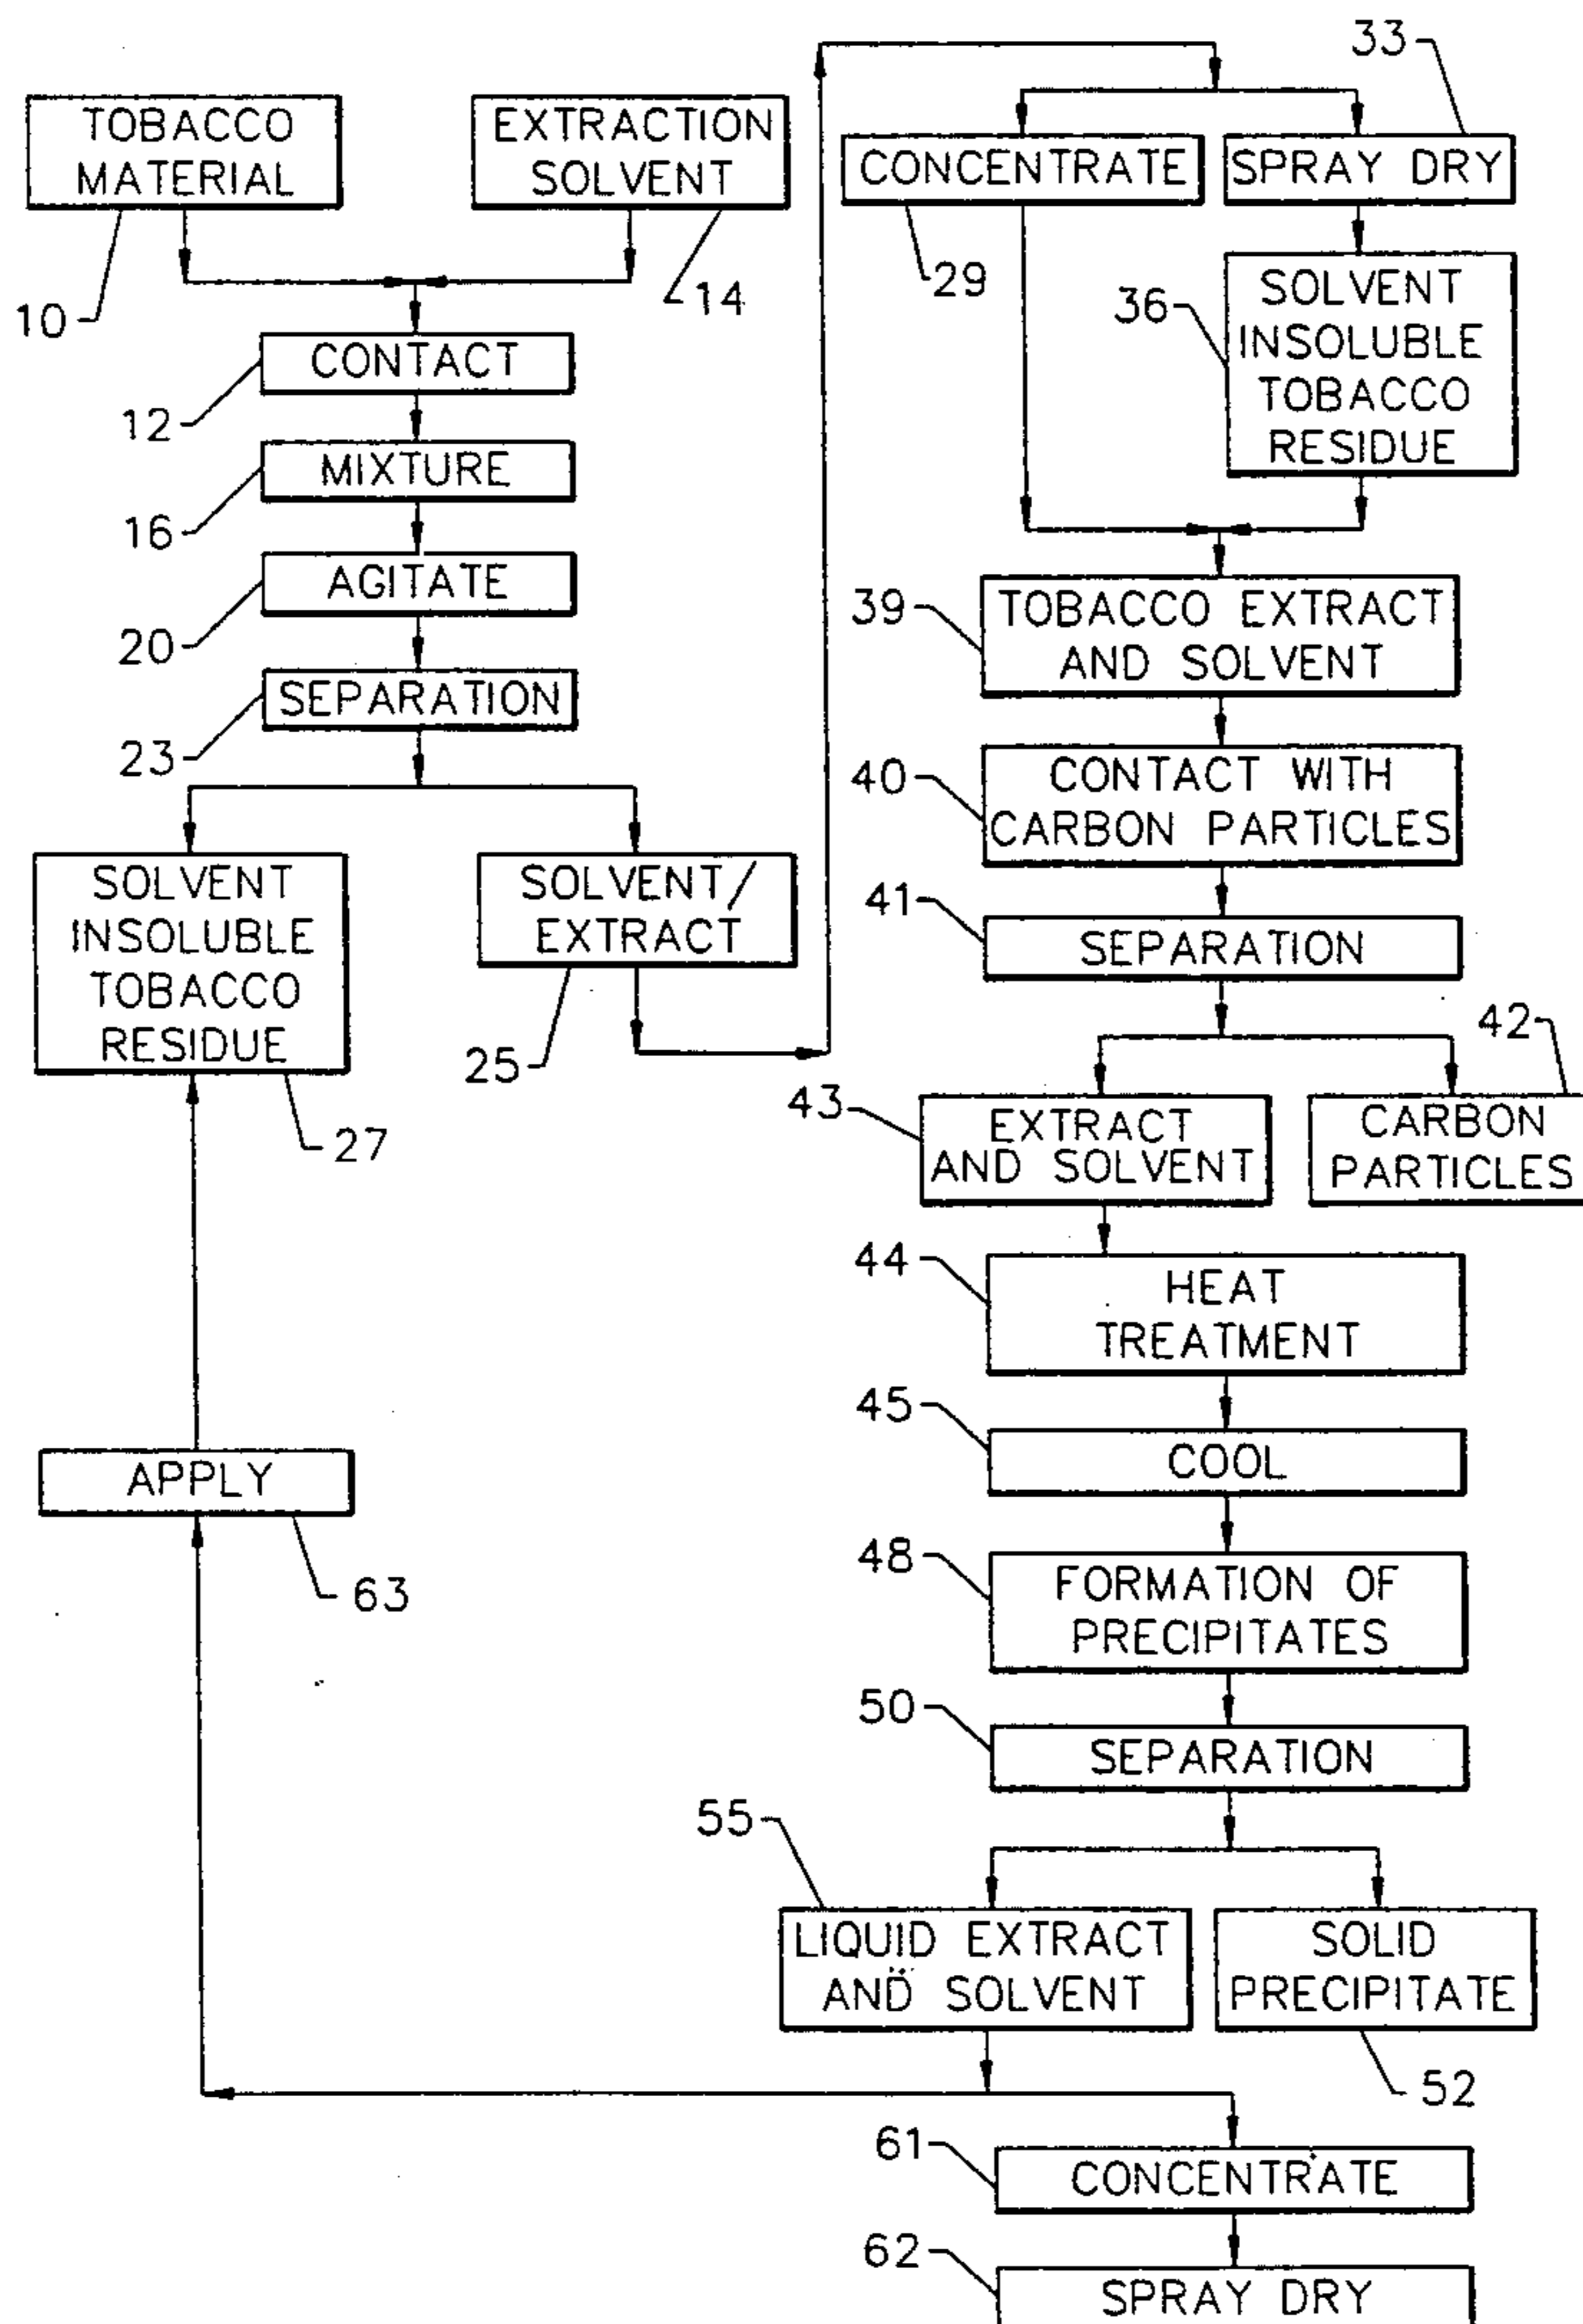 TOBACCO
MATERIAL
10
EXTRACTION
SOLVENT
14
CONTACT
12
MIXTURE
16
AGITATE
20
SEPARATION
23
SOLVENT
INSOLUBLE
TOBACCO
RESIDUE
27
SOLVENT/
EXTRACT
25
33
CONCENTRATE
29
SPRAY DRY
36
SOLVENT
INSOLUBLE
TOBACCO
RESIDUE
39
TOBACCO EXTRACT
AND SOLVENT
40
CONTACT WITH
CARBON PARTICLES
41
SEPARATION
42
43
EXTRACT
AND SOLVENT
CARBON
PARTICLES
44
HEAT
TREATMENT
45
COOL
48
FORMATION OF
PRECIPITATES
50
SEPARATION
55
LIQUID EXTRACT
AND SOLVENT
SOLID
PRECIPITATE
52
APPLY
63
61
CONCENTRATE
62
SPRAY DRY